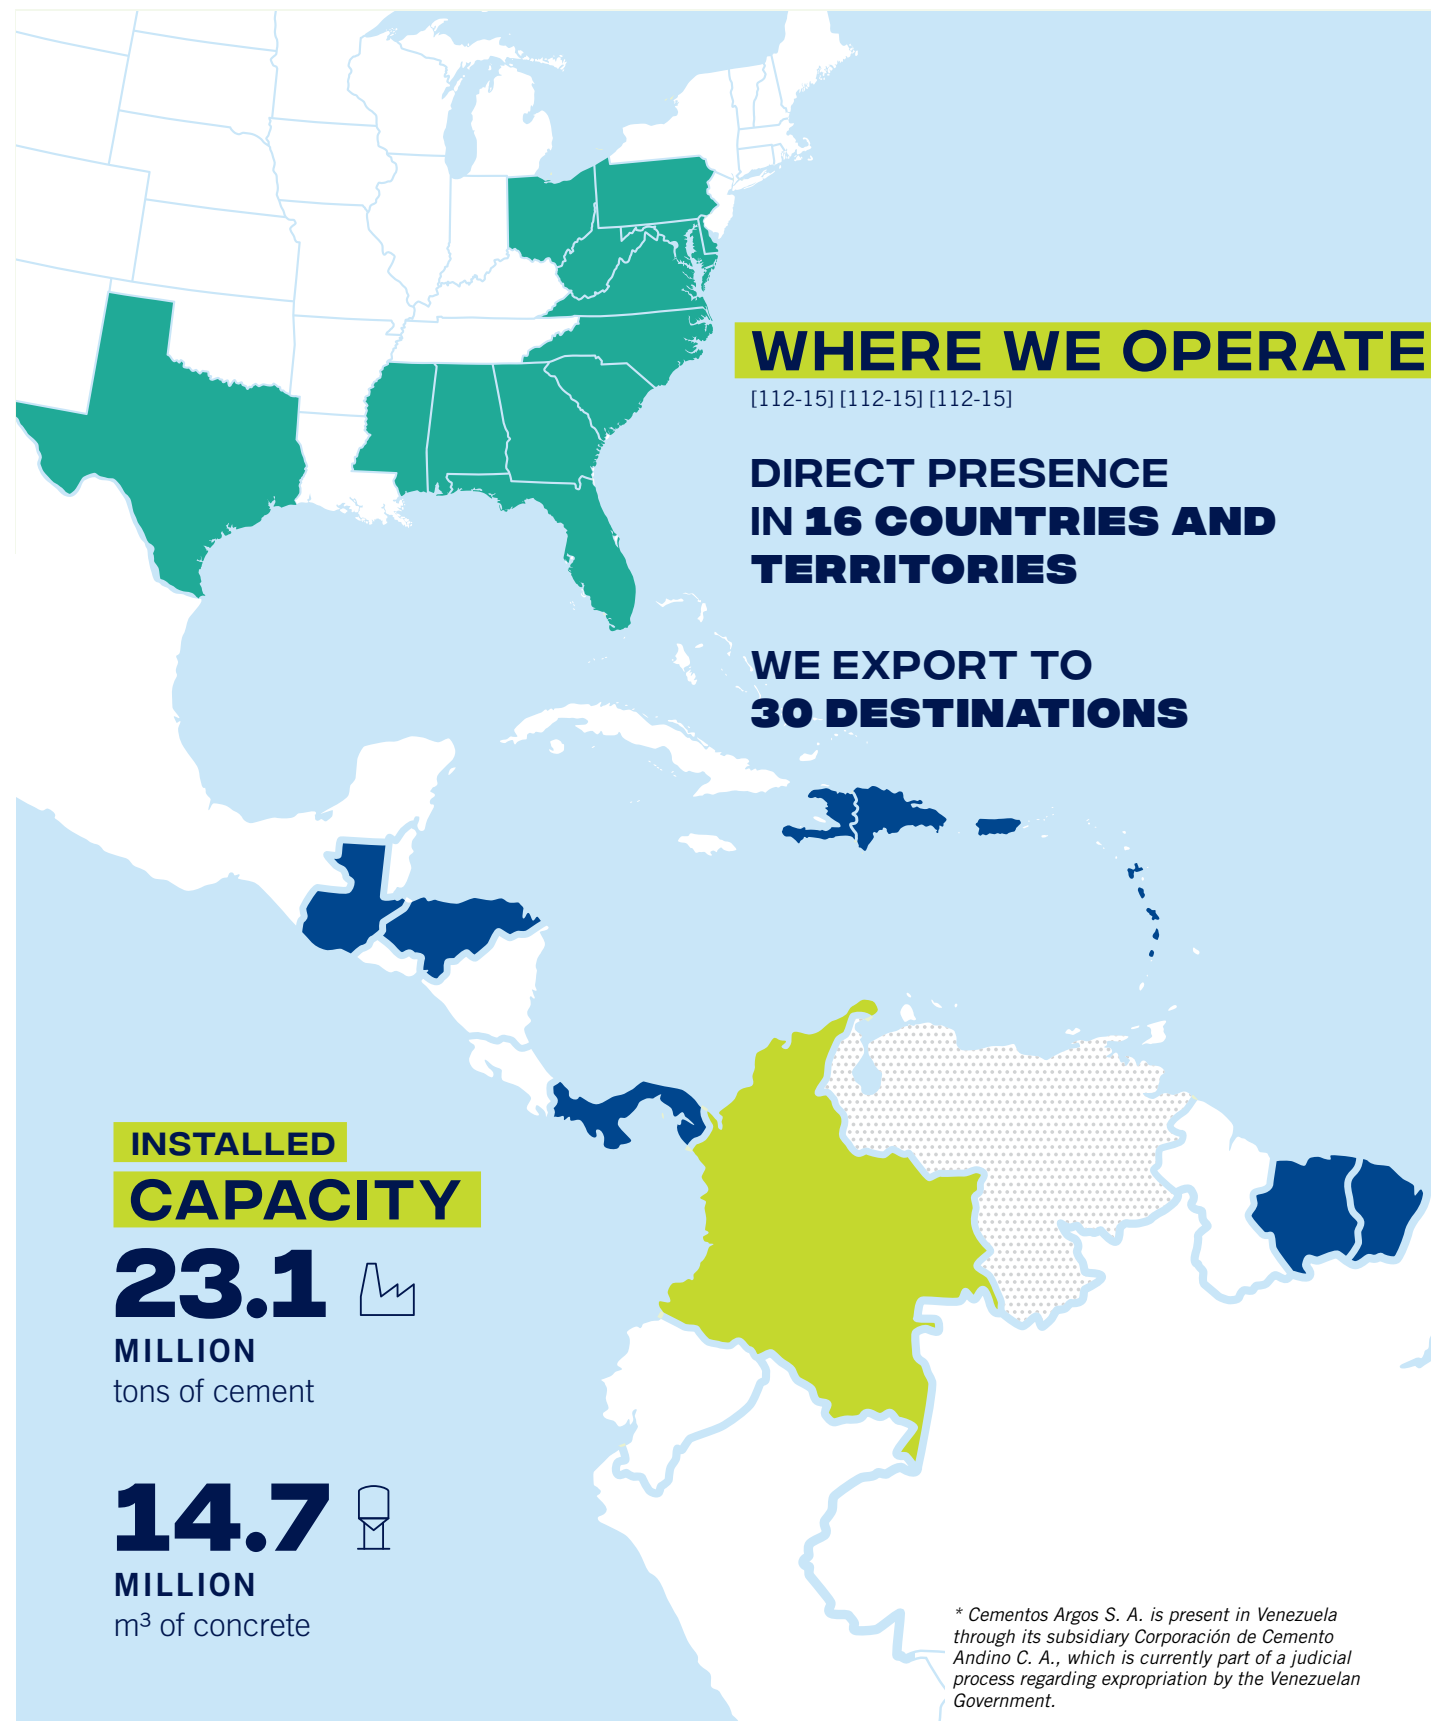 WHERE WE OPERATE
[112-15] [112-15] [112-15]
DIRECT PRESENCE
IN 16 COUNTRIES AND
TERRITORIES
WE EXPORT TO
30 DESTINATIONS
INSTALLED
CAPACITY
23.1
MILLION
tons of cement
14.7
MILLION
m³ of concrete
* Cementos Argos S. A. is present in Venezuela
through its subsidiary Corporación de Cemento
Andino C. A., which is currently part of a judicial
process regarding expropriation by the Venezuelan
Government.